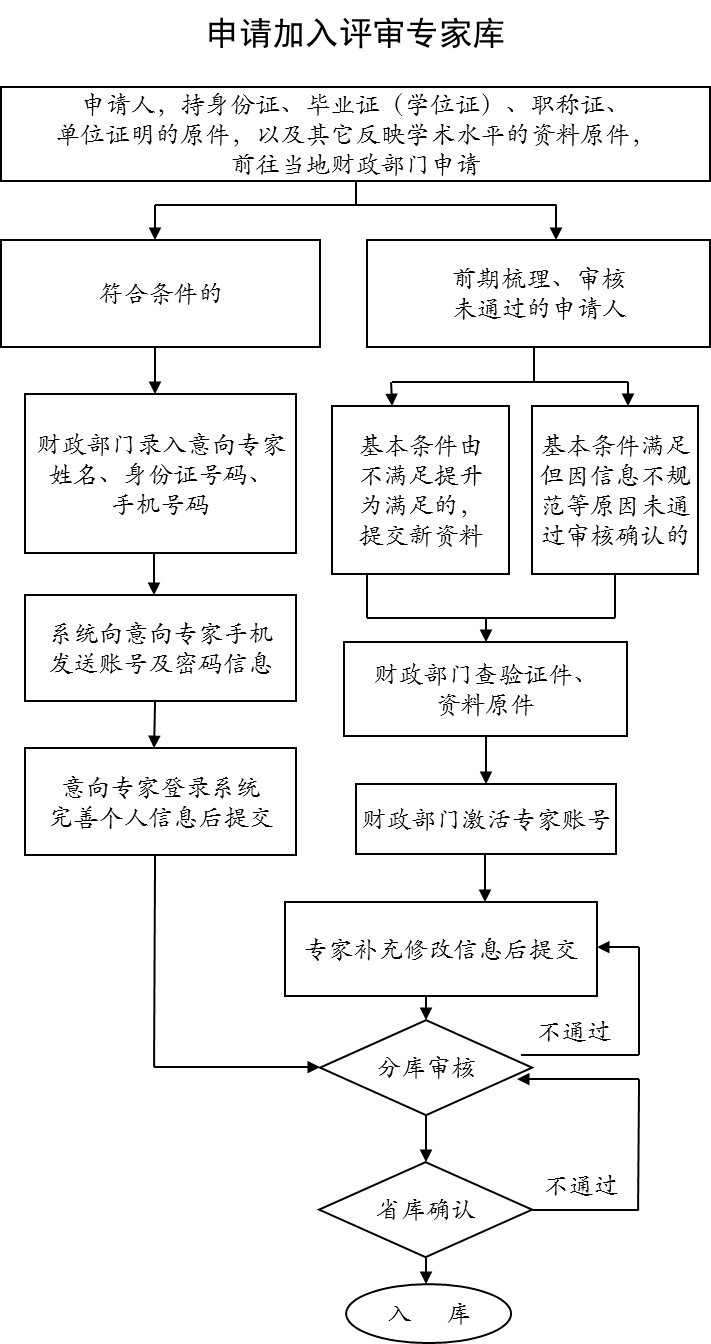 申请加入评审专家库
申请人，持身份证、毕业证（学位证）、职称证、
单位证明的原件，以及其它反映学术水平的资料原件，
前往当地财政部门申请
符合条件的
前期梳理、审核
未通过的申请人
财政部门录入意向专家
姓名、身份证号码、
手机号码
基本条件由
不满足提升
为满足的，
提交新资料
基本条件满足
但因信息不规
范等原因未通
过审核确认的
系统向意向专家手机
发送账号及密码信息
财政部门查验证件、
资料原件
意向专家登录系统
完善个人信息后提交
财政部门激活专家账号
专家补充修改信息后提交
不通过
分库审核
不通过
省库确认
入 库